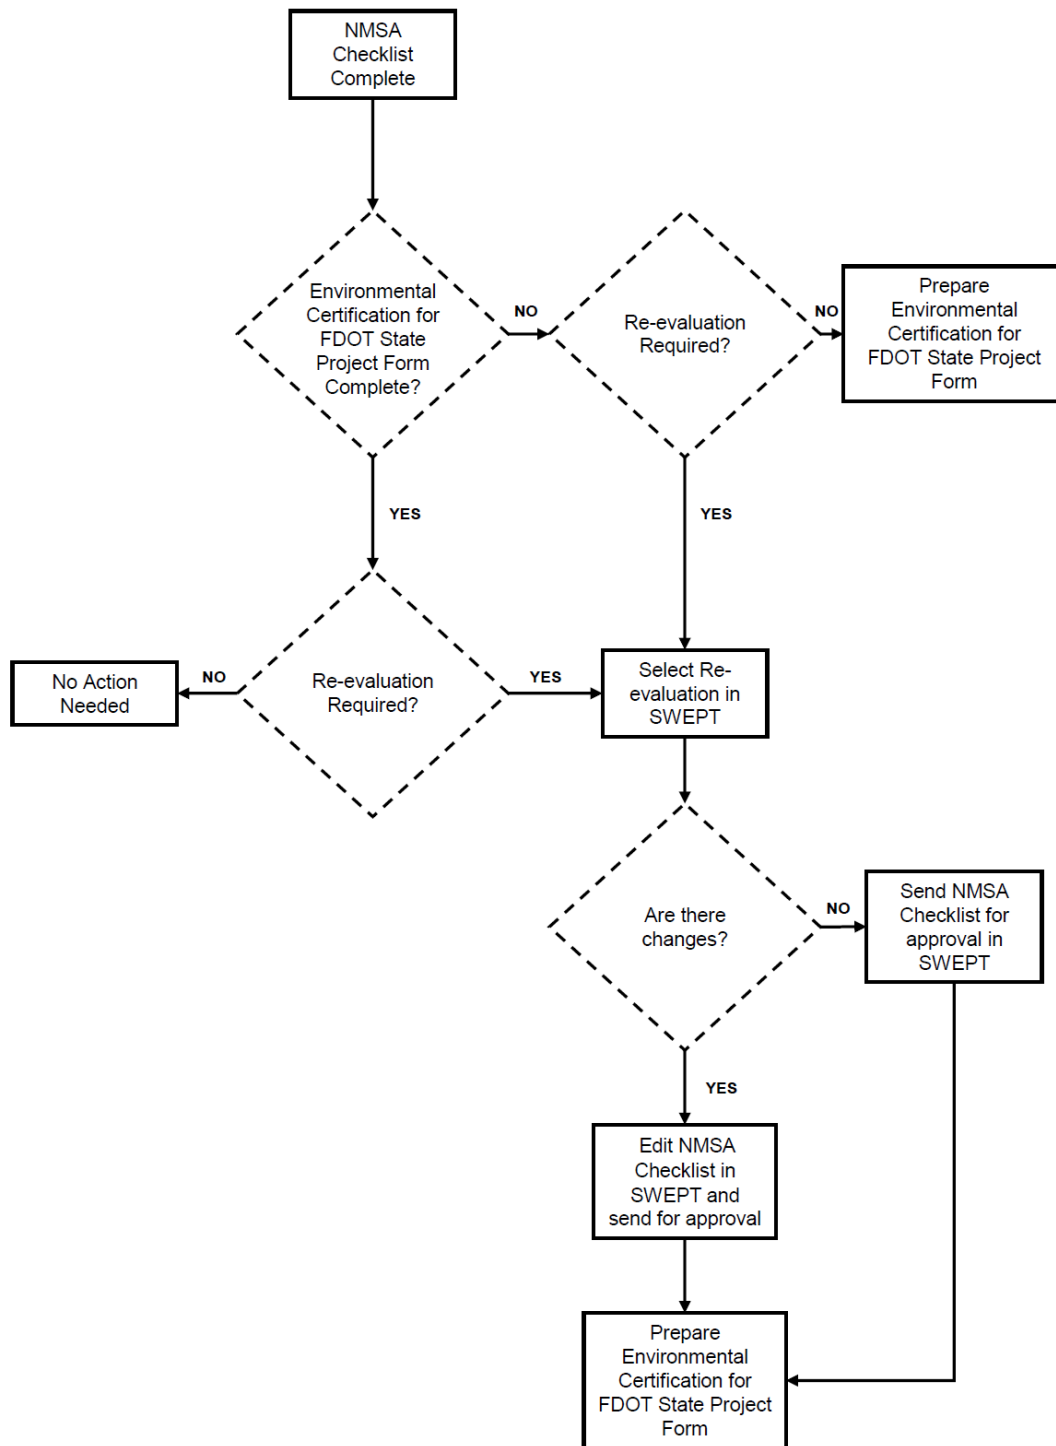 NMSA
Checklist
Complete
Environmental
Certification for
FDOT State
Project Form
Complete?
NO
Re-evaluation
Required?
NO
Prepare
Environmental
Certification for
FDOT State Project
Form
YES
YES
No Action
Needed
NO
Re-evaluation
Required?
YES
Select Re-
evaluation in
SWEPT
Are there
changes?
NO
Send NMSA
Checklist for
approval in
SWEPT
YES
Edit NMSA
Checklist in
SWEPT and
send for approval
Prepare
Environmental
Certification for
FDOT State Project
Form